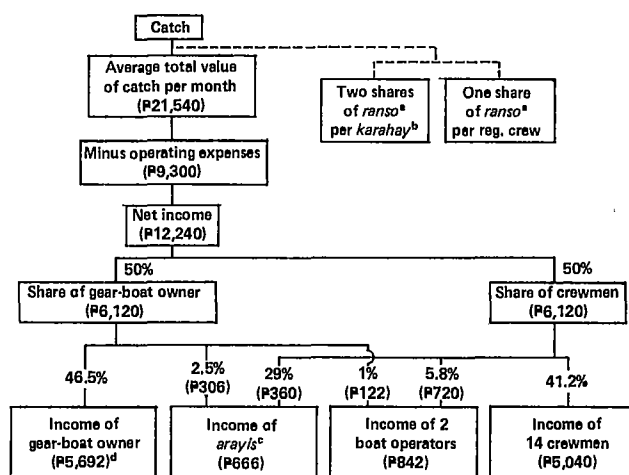 Catch
Average total value
of catch per month
(₱21,540)
Two shares
of ransoᵃ
per karahayᵇ
One share
of ransoᵃ
per reg. crew
Minus operating expenses
(₱9,300)
Net income
(₱12,240)
50%
50%
Share of gear-boat owner
(₱6,120)
Share of crewmen
(₱6,120)
46.5%
2.5%
(₱306)
29%
(₱360)
1%
(₱122)
5.8%
(₱720)
41.2%
Income of
gear-boat owner
(₱5,692)ᵈ
Income of
arayisᶜ
(₱666)
Income of 2
boat operators
(₱842)
Income of
14 crewmen
(₱5,040)